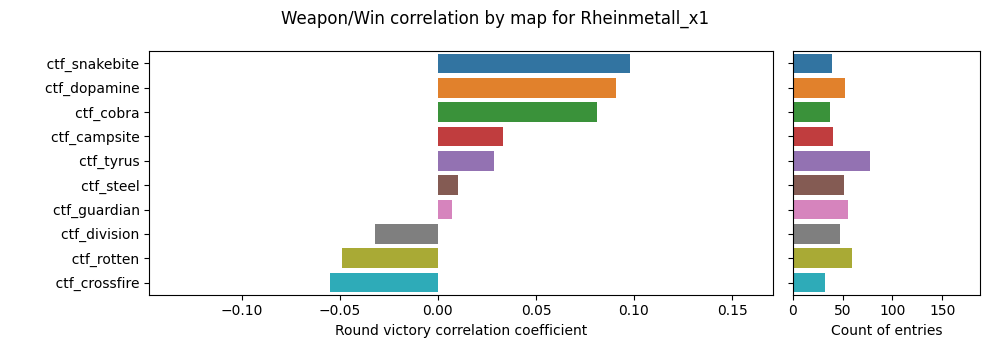 Weapon/Win correlation by map for Rheinmetall_x1
ctf_snakebite
ctf_dopamine
ctf_cobra
ctf_campsite
ctf_tyrus
ctf_steel
ctf_guardian
ctf_division
ctf_rotten
ctf_crossfire
−0.10 −0.05 0.00 0.05 0.10 0.15
0 50 100 150
Round victory correlation coefficient
Count of entries